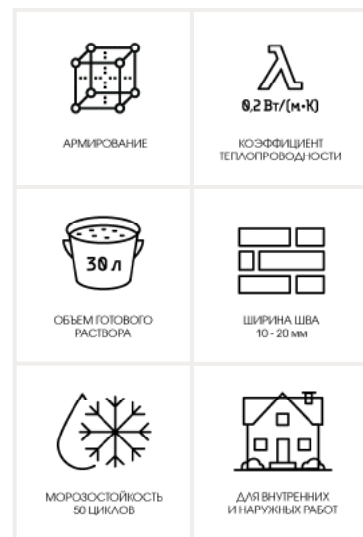 АРМИРОВАНИЕ
0,2 Вт/(м•К)
КОЭФФИЦИЕНТ
ТЕПЛОПРОВОДНОСТИ
30 л
ОБЪЕМ ГОТОВОГО
РАСТВОРА
ШИРИНА ШВА
10 - 20 мм
МОРОЗОСТОЙКОСТЬ
50 ЦИКЛОВ
ДЛЯ ВНУТРЕННИХ
И НАРУЖНЫХ РАБОТ